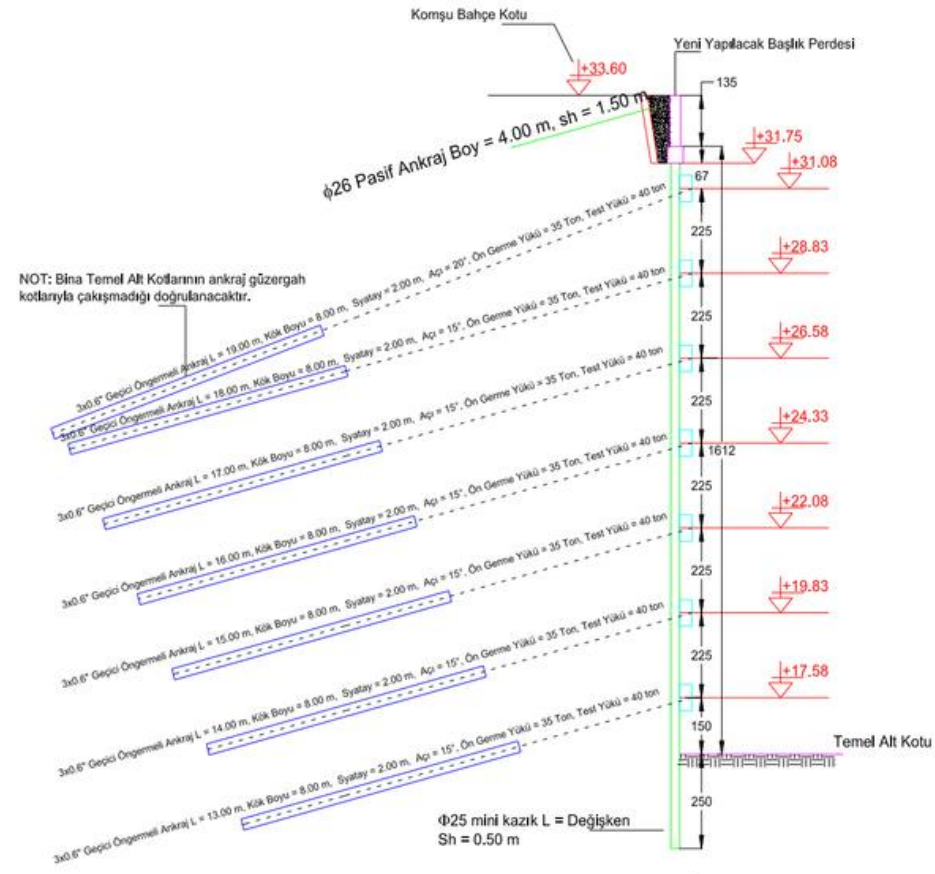 Komşu Bahçe Kotu
Yeni Yapılacak Başlık Perdesi
+33.60
135
ϕ26 Pasif Ankraj Boy = 4.00 m, sh = 1.50 m
+31.75
+31.08
67
225
3x0.6" Geçici Öngermeli Ankraj L = 19.00 m, Kök Boyu = 8.00 m, Syatay = 2.00 m, Açı = 20°, Ön Germe Yükü = 35 Ton, Test Yükü = 40 ton
+28.83
NOT: Bina Temel Alt Kotlarının ankraj güzergah
kotlarıyla çakışmadığı doğrulanacaktır.
225
3x0.6" Geçici Öngermeli Ankraj L = 18.00 m, Kök Boyu = 8.00 m, Syatay = 2.00 m, Açı = 15°, Ön Germe Yükü = 35 Ton, Test Yükü = 40 ton
+26.58
225
3x0.6" Geçici Öngermeli Ankraj L = 17.00 m, Kök Boyu = 8.00 m, Syatay = 2.00 m, Açı = 15°, Ön Germe Yükü = 35 Ton, Test Yükü = 40 ton
+24.33
1612
225
3x0.6" Geçici Öngermeli Ankraj L = 16.00 m, Kök Boyu = 8.00 m, Syatay = 2.00 m, Açı = 15°, Ön Germe Yükü = 35 Ton, Test Yükü = 40 ton
+22.08
225
3x0.6" Geçici Öngermeli Ankraj L = 15.00 m, Kök Boyu = 8.00 m, Syatay = 2.00 m, Açı = 15°, Ön Germe Yükü = 35 Ton, Test Yükü = 40 ton
+19.83
225
3x0.6" Geçici Öngermeli Ankraj L = 14.00 m, Kök Boyu = 8.00 m, Syatay = 2.00 m, Açı = 15°, Ön Germe Yükü = 35 Ton, Test Yükü = 40 ton
+17.58
150
3x0.6" Geçici Öngermeli Ankraj L = 13.00 m, Kök Boyu = 8.00 m, Syatay = 2.00 m, Açı = 15°, Ön Germe Yükü = 35 Ton, Test Yükü = 40 ton
Temel Alt Kotu
250
Φ25 mini kazık L = Değişken
Sh = 0.50 m